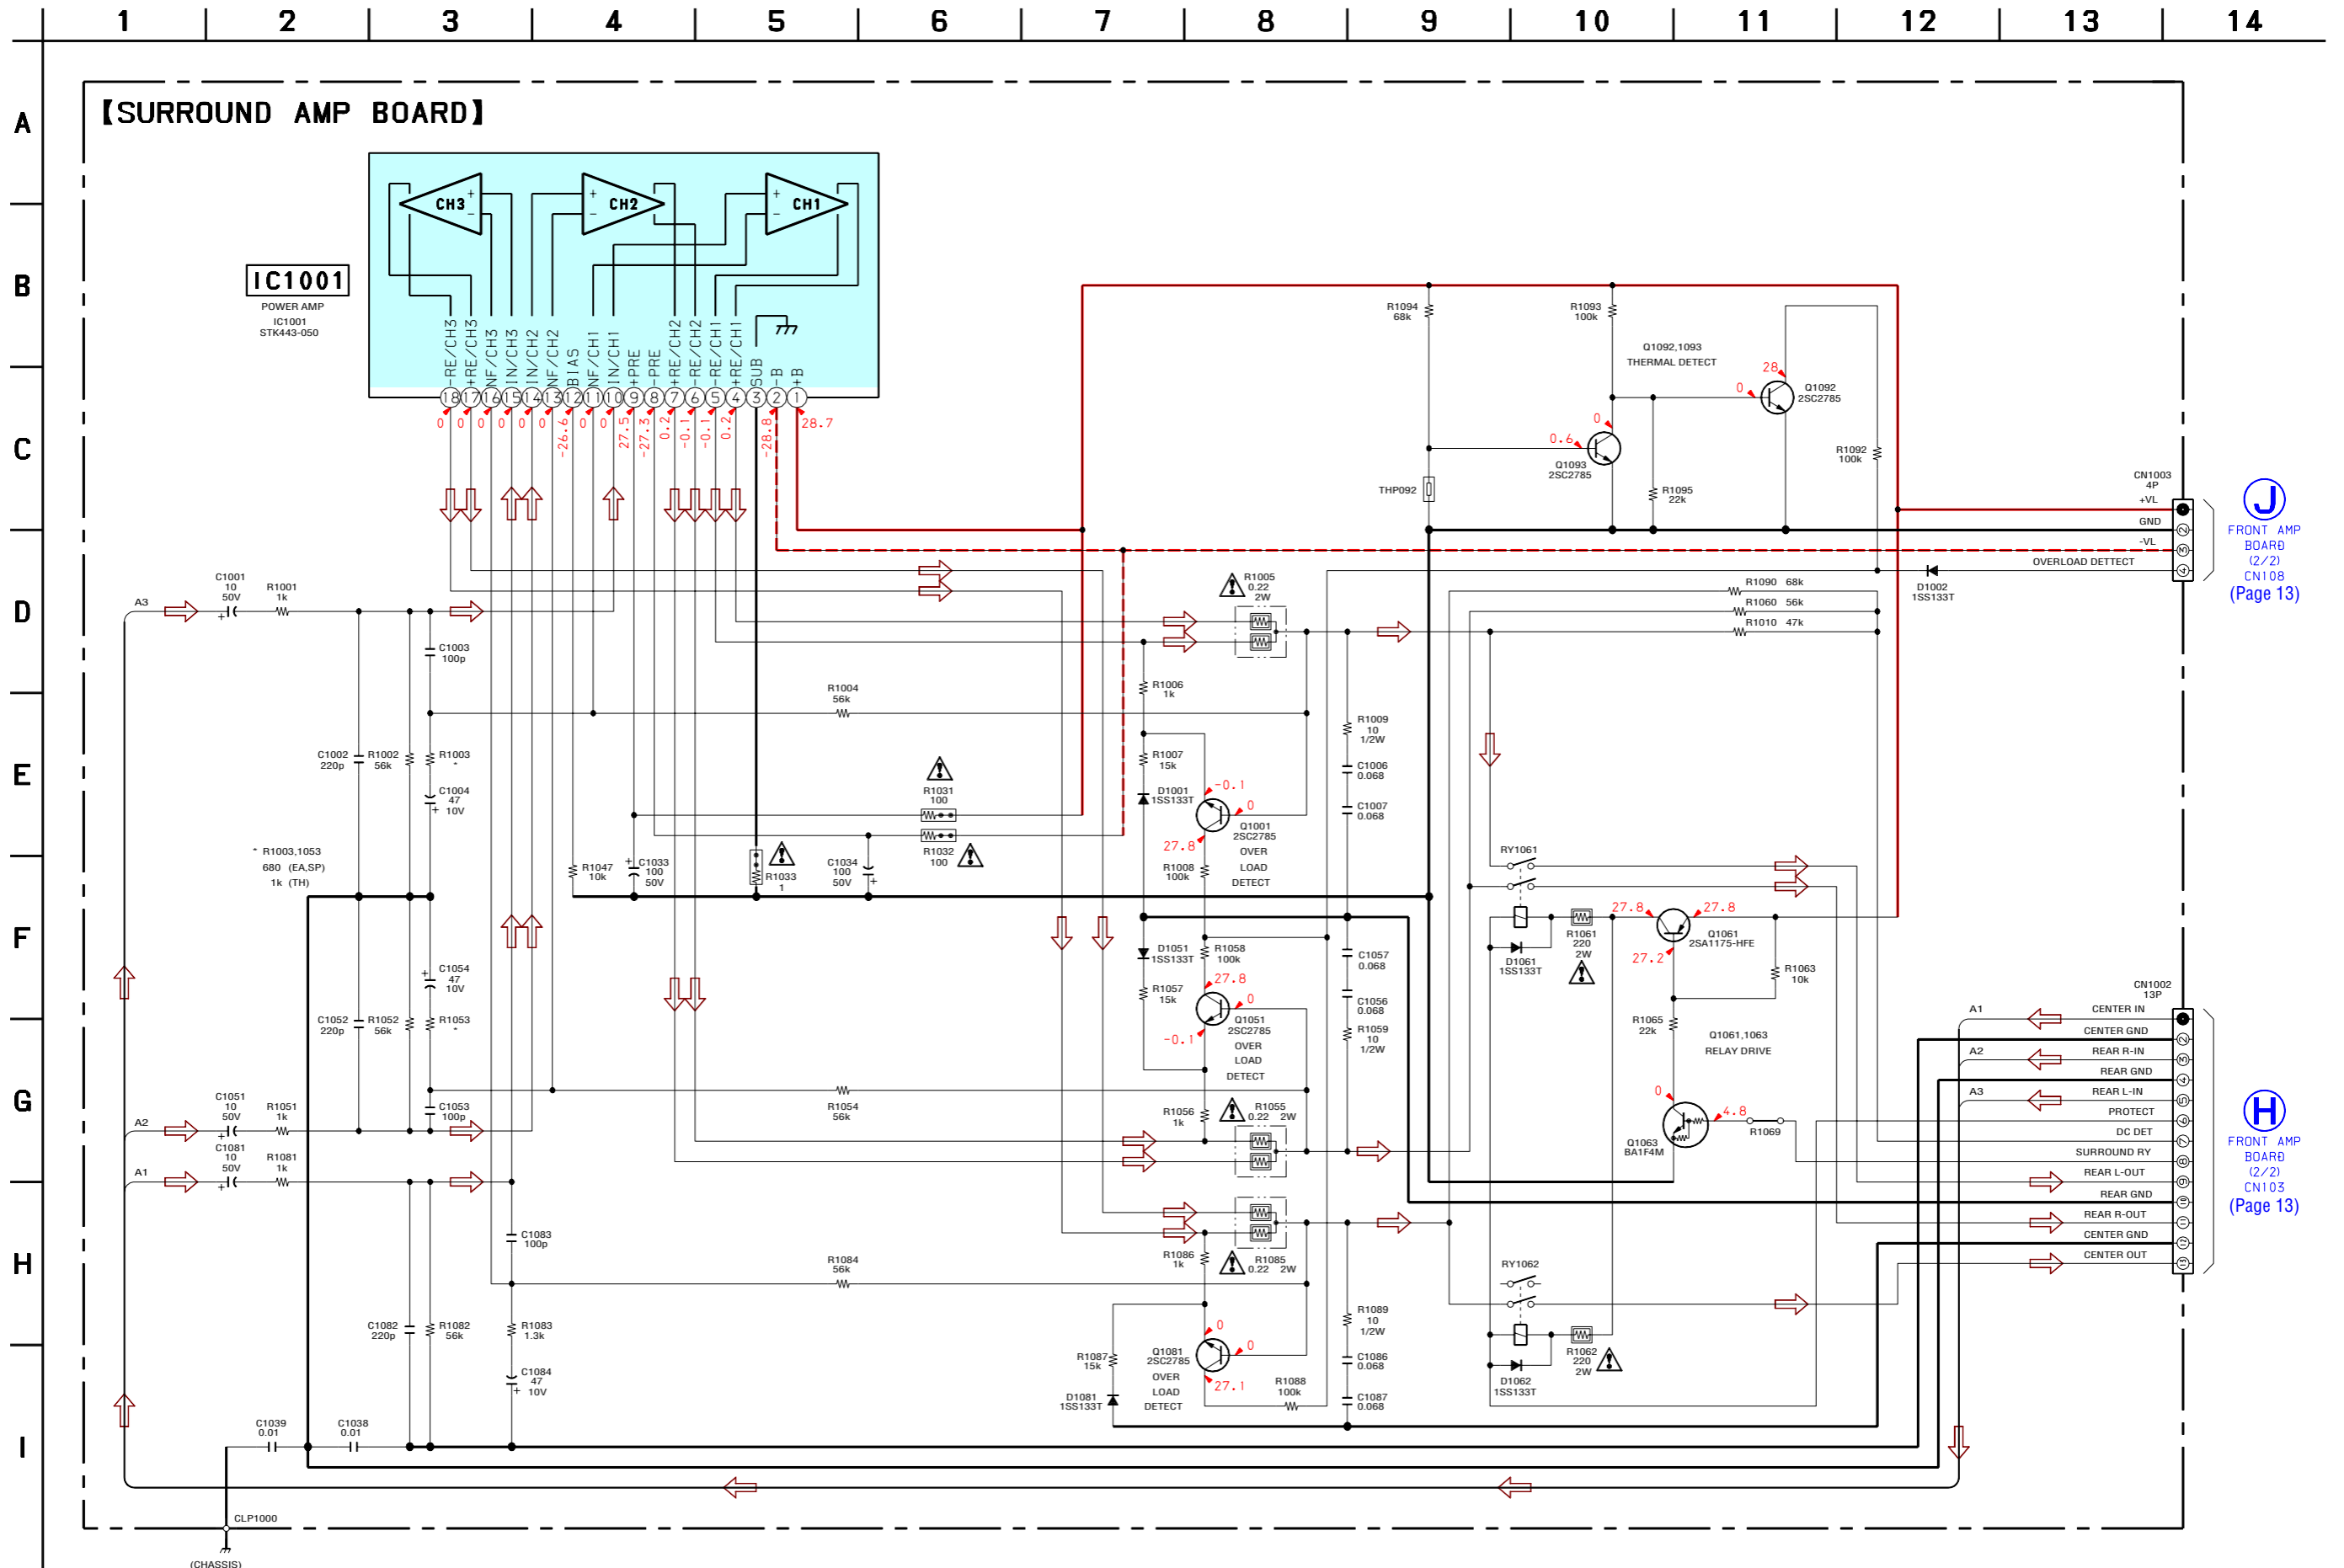 1 2 3 4 5 6 7 8 9 10 11 12 13 14
A
B
C
D
E
F
G
H
I
【SURROUND AMP BOARD】
CH3
+
−
CH2
+
−
CH1
+
−
IC1001
POWER AMP
IC1001
STK443-050
-RE/CH3
+RE/CH3
NF/CH3
IN/CH3
IN/CH2
NF/CH2
BIAS
NF/CH1
IN/CH1
+PRE
-PRE
+RE/CH2
-RE/CH2
-RE/CH1
+RE/CH1
SUB
-B
+B
18 17 16 15 14 13 12 11 10 9 8 7 6 5 4 3 2 1
0 0 0 0 0 0 -26.6 0 0 27.5 -27.3 0.2 -0.1 -0.1 0.2 -28.8 28.7
R1094
68k
R1093
100k
Q1092,1093
THERMAL DETECT
28
0
Q1092
2SC2785
0
0.6
Q1093
2SC2785
R1092
100k
THP092
R1095
22k
CN1003
4P
+VL
GND
-VL
OVERLOAD DETTECT
2
3
4
J
FRONT AMP
BOARD
(2/2)
CN108
(Page 13)
D1002
1SS133T
R1090 68k
R1060 56k
R1010 47k
A3
C1001
10
50V
+
R1001
1k
C1003
100p
R1005
0.22
2W
R1006
1k
R1004
56k
C1002
220p
R1002
56k
R1003
*
C1004
47
10V
+
R1007
15k
D1001
1SS133T
-0.1
0
Q1001
2SC2785
OVER
LOAD
DETECT
27.8
R1008
100k
R1009
10
1/2W
C1006
0.068
C1007
0.068
R1031
100
R1032
100
* R1003,1053
680 (EA,SP)
1k (TH)
R1047
10k
+
C1033
100
50V
R1033
1
C1034
100
50V
+
RY1061
27.8
27.8
R1061
220
2W
D1061
1SS133T
Q1061
2SA1175-HFE
27.2
R1063
10k
+
C1054
47
10V
D1051
1SS133T
R1058
100k
R1057
15k
27.8
0
Q1051
2SC2785
OVER
LOAD
DETECT
-0.1
C1057
0.068
C1056
0.068
R1059
10
1/2W
C1052
220p
R1052
56k
R1053
*
R1065
22k
Q1061,1063
RELAY DRIVE
CN1002
13P
A1
CENTER IN
CENTER GND
2
A2
REAR R-IN
3
REAR GND
4
A3
REAR L-IN
5
PROTECT
6
DC DET
7
SURROUND RY
8
REAR L-OUT
9
REAR GND
10
REAR R-OUT
11
CENTER GND
12
CENTER OUT
13
H
FRONT AMP
BOARD
(2/2)
CN103
(Page 13)
R1054
56k
A2
C1051
10
50V
+
R1051
1k
C1053
100p
R1056
1k
R1055
0.22 2W
0
4.8
Q1063
BA1F4M
R1069
A1
C1081
10
50V
+
R1081
1k
C1083
100p
R1086
1k
R1085
0.22 2W
R1084
56k
RY1062
C1082
220p
R1082
56k
R1083
1.3k
C1084
47
10V
+
0
0
Q1081
2SC2785
OVER
LOAD
DETECT
27.1
R1087
15k
D1081
1SS133T
R1088
100k
R1089
10
1/2W
C1086
0.068
C1087
0.068
R1062
220
2W
D1062
1SS133T
C1039
0.01
C1038
0.01
CLP1000
(CHASSIS)